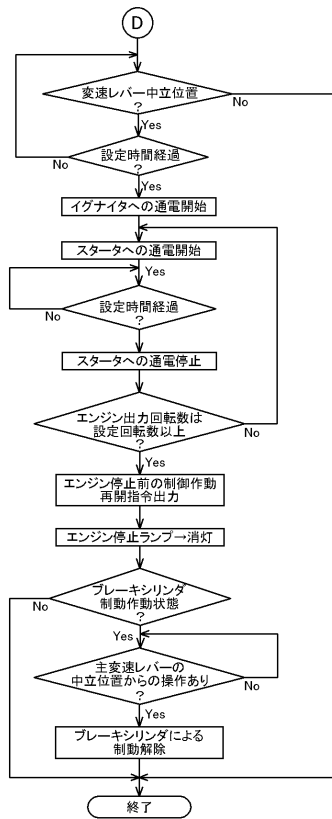 D
変速レバー中立位置
?
No
Yes
設定時間経過
?
No
Yes
イグナイタへの通電開始
スタータへの通電開始
Yes
設定時間経過
?
No
スタータへの通電停止
エンジン出力回転数は
設定回転数以上
?
No
Yes
エンジン停止前の制御作動
再開指令出力
エンジン停止ランプ→消灯
ブレーキシリンダ
制動作動状態
?
No
Yes
主変速レバーの
中立位置からの操作あり
?
No
Yes
ブレーキシリンダによる
制動解除
終了